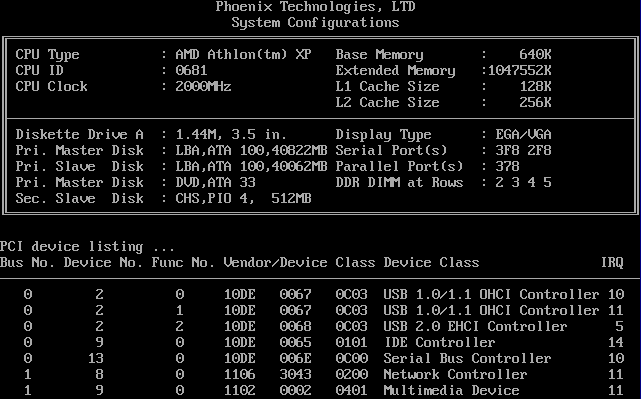 Phoenix Technologies, LTD
System Configurations
CPU Type : AMD Athlon(tm) XP Base Memory : 640K
CPU ID : 0681 Extended Memory :1047552K
CPU Clock : 2000MHz L1 Cache Size : 128K
L2 Cache Size : 256K
Diskette Drive A : 1.44M, 3.5 in. Display Type : EGA/VGA
Pri. Master Disk : LBA,ATA 100,40822MB Serial Port(s) : 3F8 2F8
Pri. Slave Disk : LBA,ATA 100,40062MB Parallel Port(s) : 378
Pri. Master Disk : DVD,ATA 33 DDR DIMM at Rows : 2 3 4 5
Sec. Slave Disk : CHS,PIO 4, 512MB
PCI device listing ...
Bus No. Device No. Func No. Vendor/Device Class Device Class IRQ
0 2 0 10DE 0067 0C03 USB 1.0/1.1 OHCI Controller 10
0 2 1 10DE 0067 0C03 USB 1.0/1.1 OHCI Controller 11
0 2 2 10DE 0068 0C03 USB 2.0 EHCI Controller 5
0 9 0 10DE 0065 0101 IDE Controller 14
0 13 0 10DE 006E 0C00 Serial Bus Controller 10
1 8 0 1106 3043 0200 Network Controller 11
1 9 0 1102 0002 0401 Multimedia Device 11